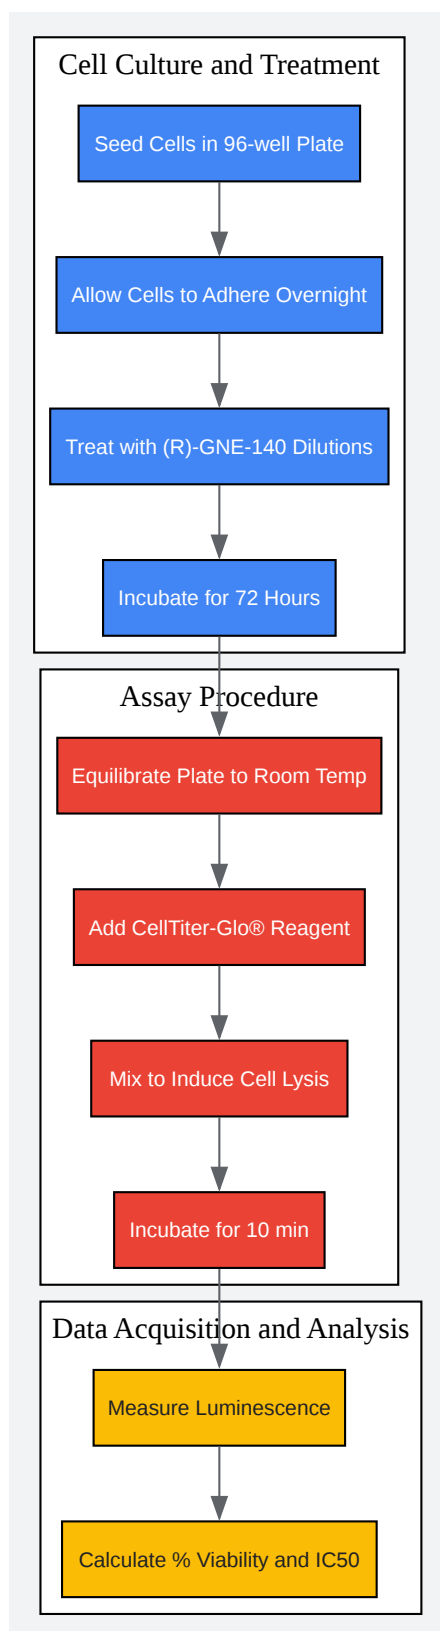 Cell Culture and Treatment
Seed Cells in 96-well Plate
Allow Cells to Adhere Overnight
Treat with (R)-GNE-140 Dilutions
Incubate for 72 Hours
Assay Procedure
Equilibrate Plate to Room Temp
Add CellTiter-Glo® Reagent
Mix to Induce Cell Lysis
Incubate for 10 min
Data Acquisition and Analysis
Measure Luminescence
Calculate % Viability and IC50